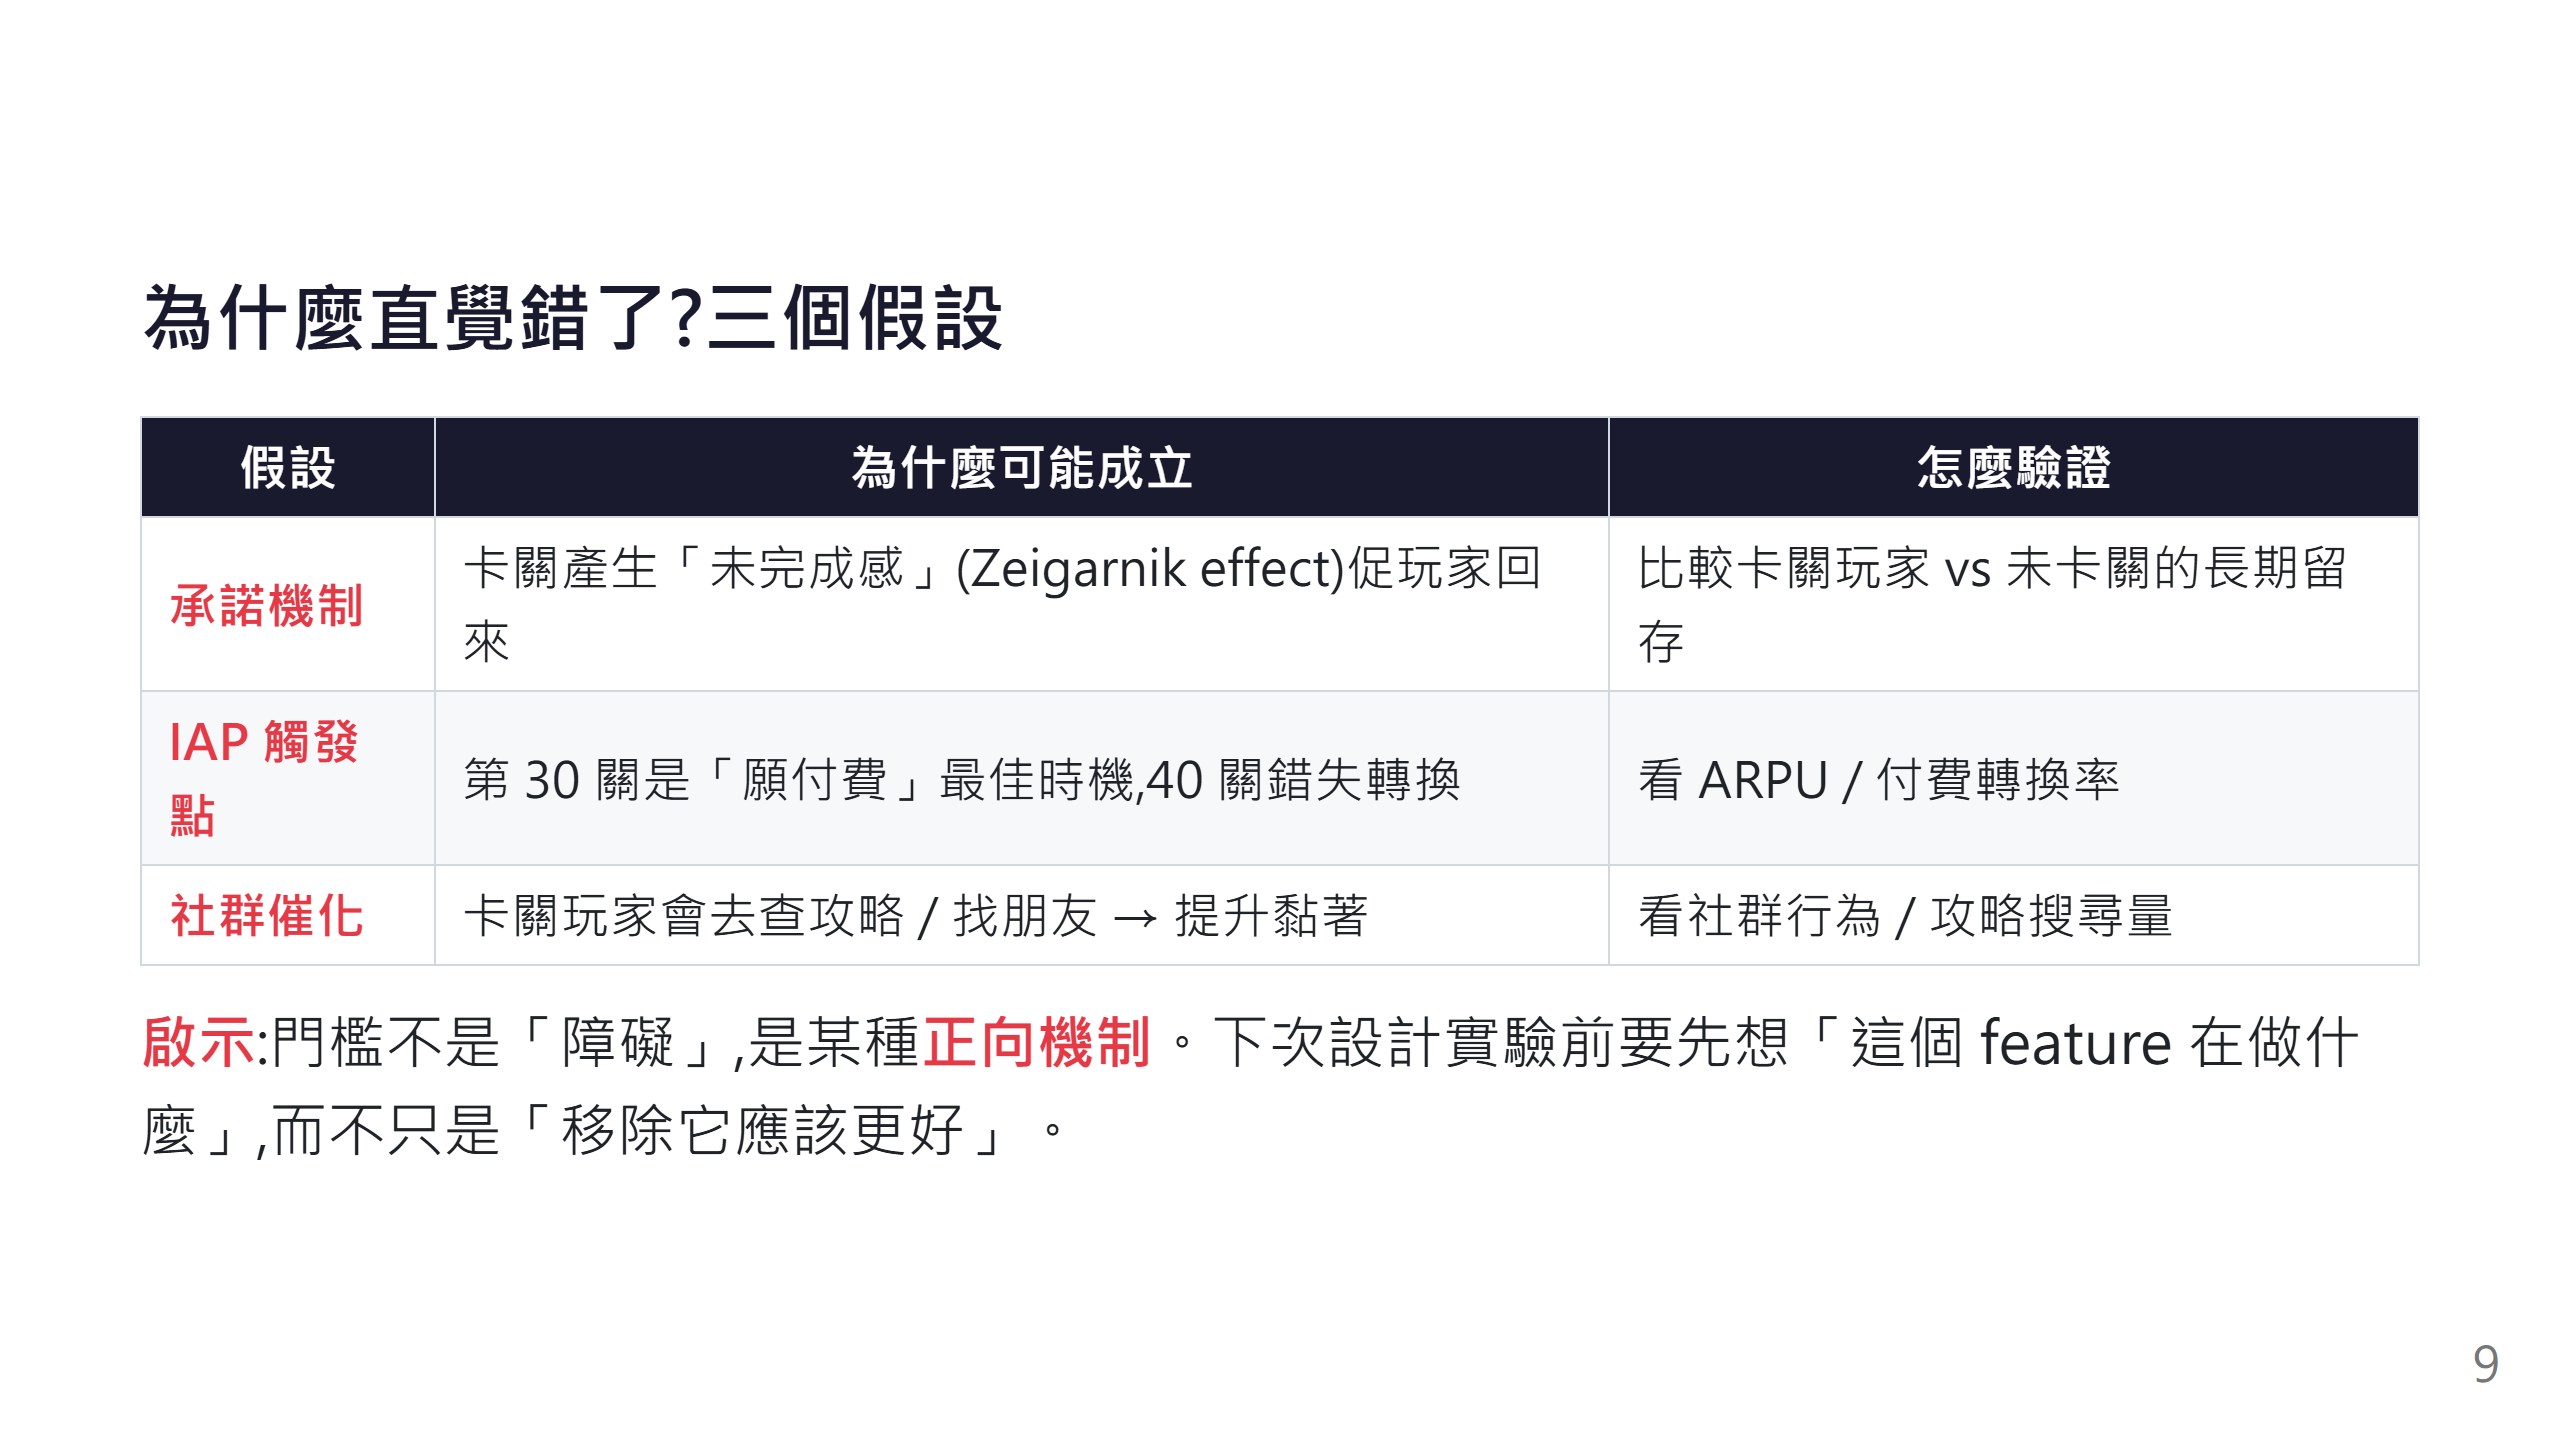 為什麼直覺錯了?三個假設
假設
為什麼可能成立
怎麼驗證
承諾機制
卡關產生「未完成感」(Zeigarnik effect)促玩家回
來
比較卡關玩家 vs 未卡關的長期留
存
IAP 觸發
點
第 30 關是「願付費」最佳時機,40 關錯失轉換
看 ARPU / 付費轉換率
社群催化
卡關玩家會去查攻略 / 找朋友 → 提升黏著
看社群行為 / 攻略搜尋量
啟示:門檻不是「障礙」,是某種正向機制。下次設計實驗前要先想「這個 feature 在做什
麼」,而不只是「移除它應該更好」。
9